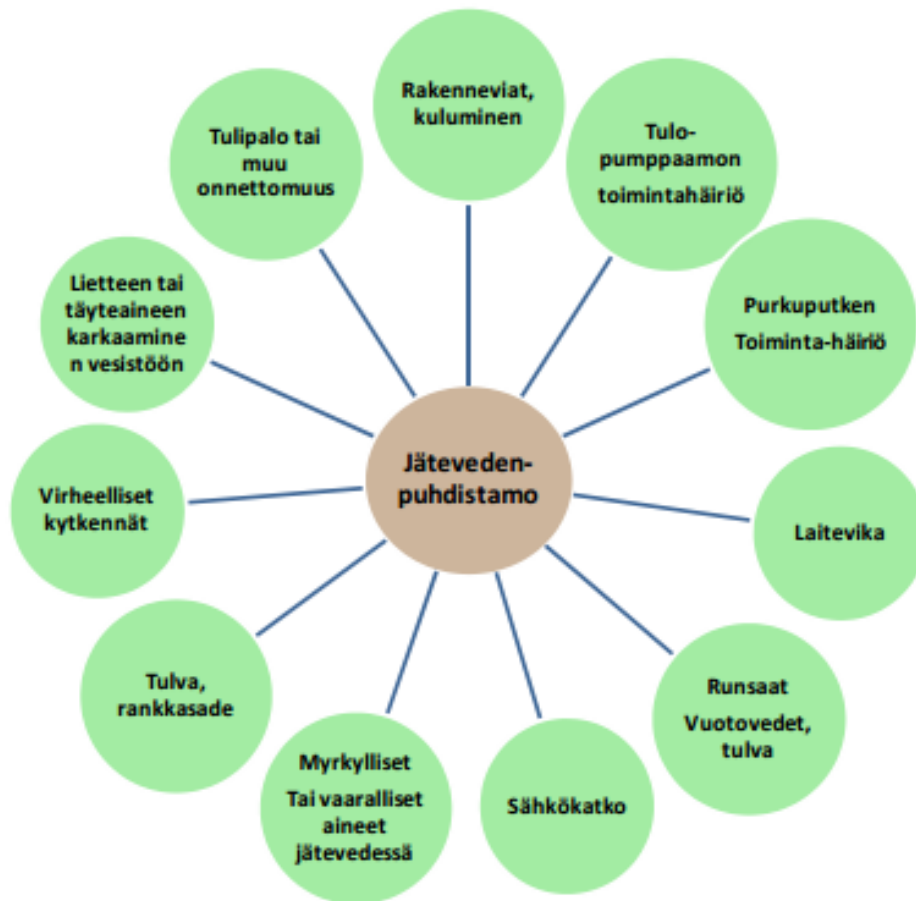 Rakenneviat,
kuluminen
Tulo-
pumppaamon
toimintahäiriö
Purkuputken
Toiminta-häiriö
Laitevika
Runsaat
Vuotovedet,
tulva
Sähkökatko
Myrkylliset
Tai vaaralliset
aineet
jätevedessä
Tulva,
rankkasade
Virheelliset
kytkennät
Lietteen tai
täyteaineen
karkaamine
n vesistöön
Tulipalo tai
muu
onnettomuus
Jäteveden-
puhdistamo